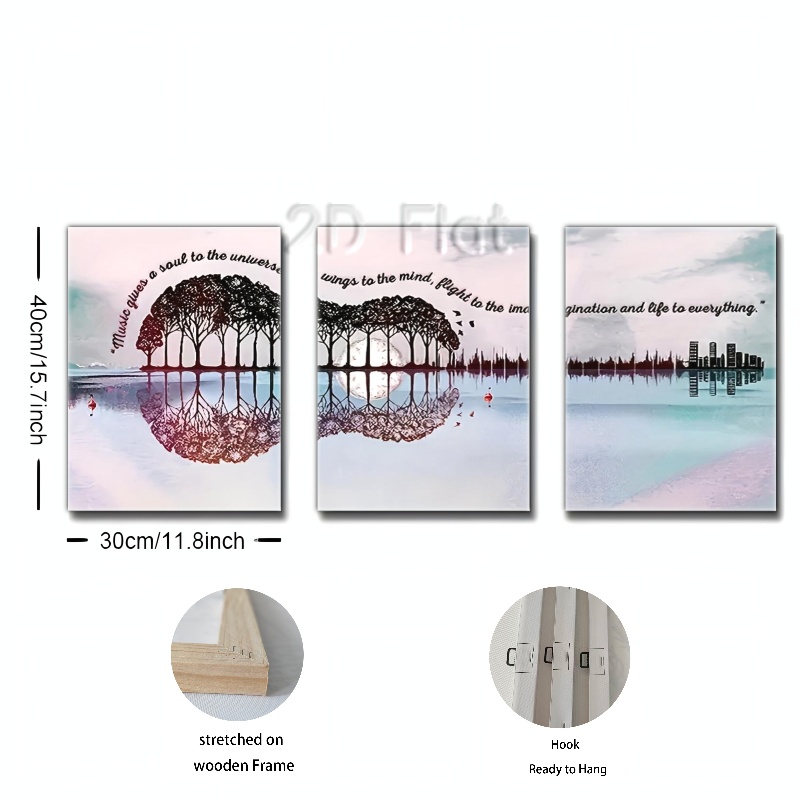 2D Flat
"Music gives a soul to the universe
wings to the mind, flight to the ima
gination and life to everything."
40cm/15.7inch
30cm/11.8inch
stretched on
wooden Frame
Hook
Ready to Hang